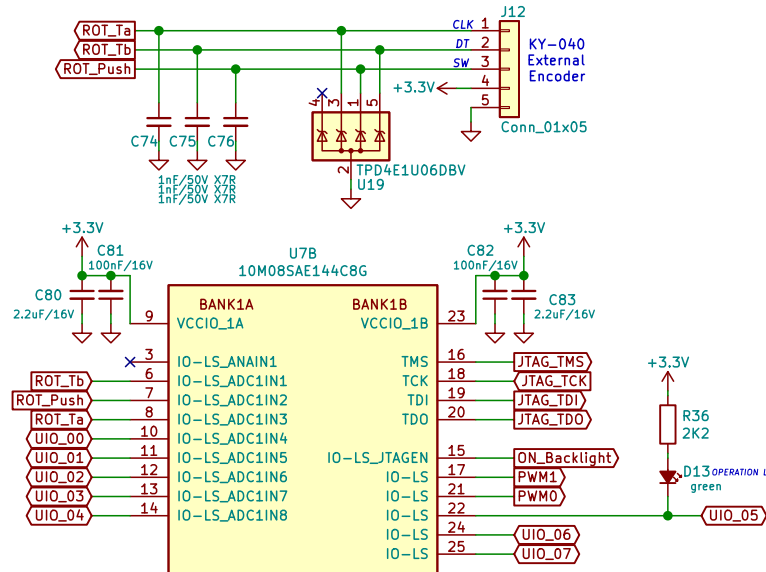 J12
ROT_Ta
CLK
1
ROT_Tb
DT
2
KY-040
ROT_Push
SW
3
External
+3.3V
4
Encoder
5
Conn_01x05
4
3
1
5
C74
C75
C76
2
TPD4E1U06DBV
U19
1nF/50V X7R
1nF/50V X7R
1nF/50V X7R
+3.3V
C81
100nF/16V
C80
2.2uF/16V
U7B
10M08SAE144C8G
+3.3V
C82
100nF/16V
C83
2.2uF/16V
BANK1A
BANK1B
9
VCCIO_1A
VCCIO_1B
23
3
IO-LS_ANAIN1
TMS
16
JTAG_TMS
ROT_Tb
6
IO-LS_ADC1IN1
TCK
18
JTAG_TCK
ROT_Push
7
IO-LS_ADC1IN2
TDI
19
JTAG_TDI
ROT_Ta
8
IO-LS_ADC1IN3
TDO
20
JTAG_TDO
UIO_00
10
IO-LS_ADC1IN4
UIO_01
11
IO-LS_ADC1IN5
IO-LS_JTAGEN
15
ON_Backlight
UIO_02
12
IO-LS_ADC1IN6
IO-LS
17
PWM1
UIO_03
13
IO-LS_ADC1IN7
IO-LS
21
PWM0
UIO_04
14
IO-LS_ADC1IN8
IO-LS
22
UIO_05
IO-LS
24
UIO_06
IO-LS
25
UIO_07
+3.3V
R36
2K2
D13
OPERATION L
green